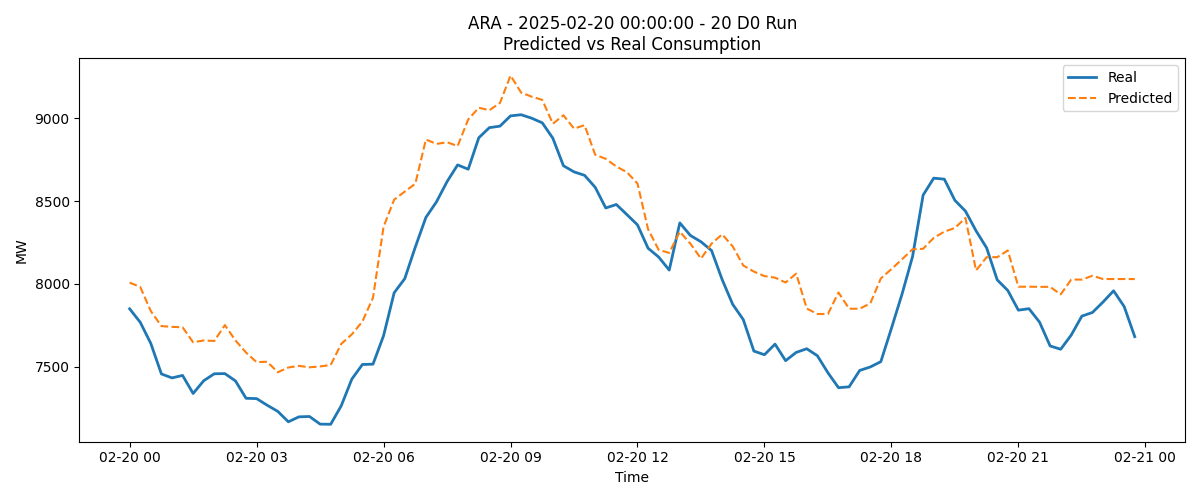 ARA - 2025-02-20 00:00:00 - 20 D0 Run
Predicted vs Real Consumption
Real
Predicted
MW
9000
8500
8000
7500
02-20 00
02-20 03
02-20 06
02-20 09
02-20 12
02-20 15
02-20 18
02-20 21
02-21 00
Time